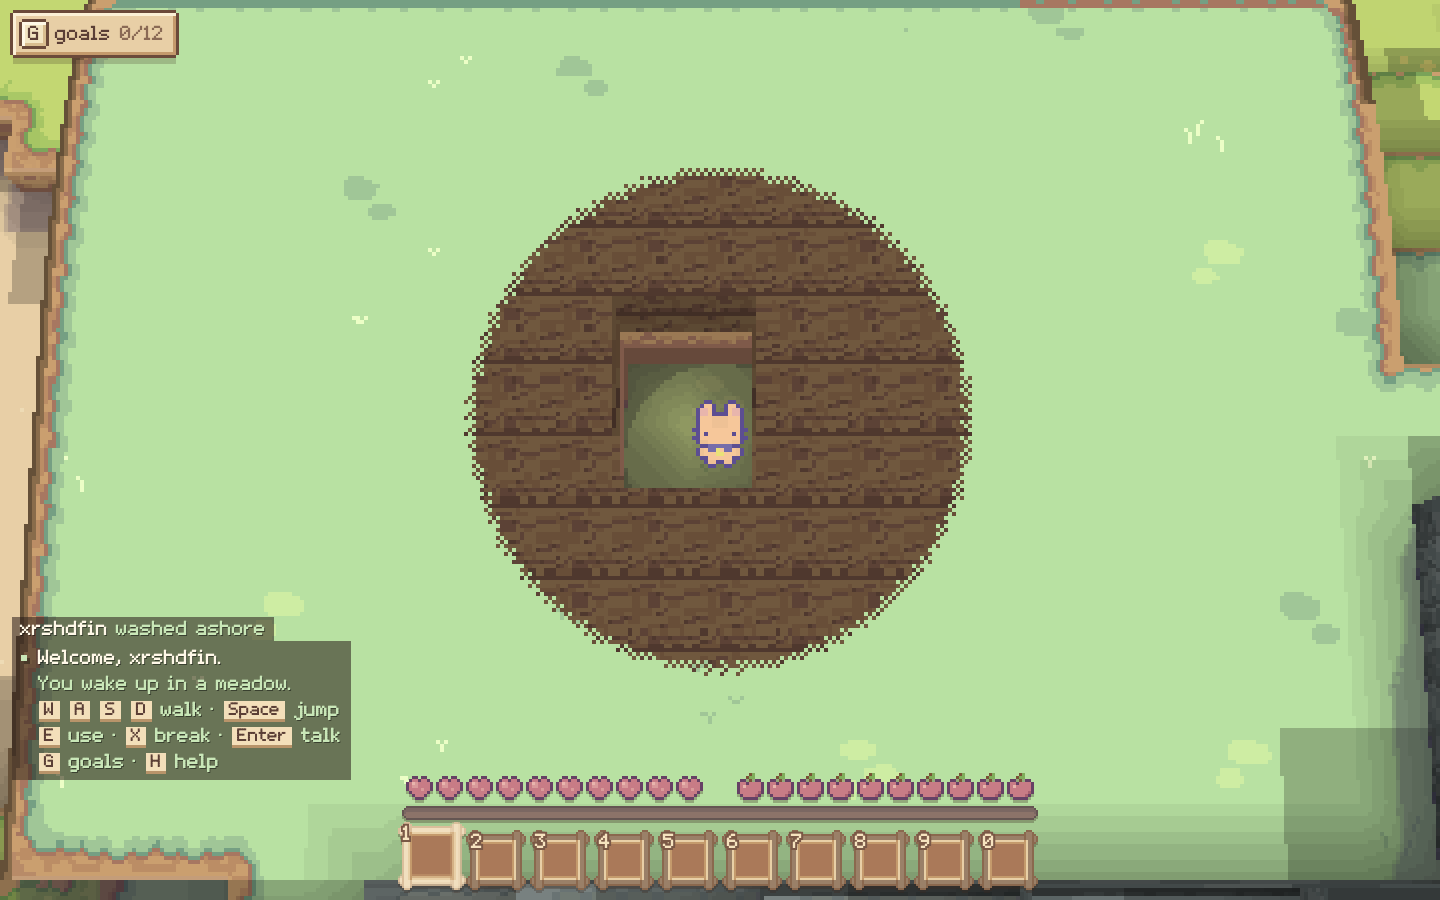 G goals 0/12
xrshdfin washed ashore
Welcome, xrshdfin.
You wake up in a meadow.
W A S D walk · Space jump
E use · X break · Enter talk
G goals · H help
1 2 3 4 5 6 7 8 9 0